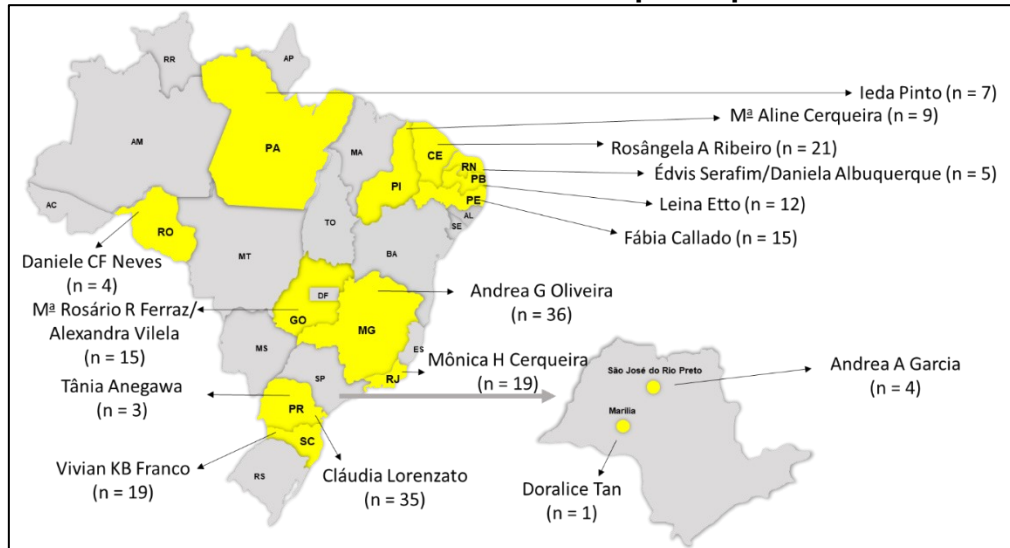 RR
AP
AM
PA
MA
CE
RN
PB
PI
PE
AL
SE
AC
RO
TO
MT
BA
DF
GO
MG
MS
ES
SP
RJ
PR
SC
RS
Ieda Pinto (n = 7)
Mª Aline Cerqueira (n = 9)
Rosângela A Ribeiro (n = 21)
Édvis Serafim/Daniela Albuquerque (n = 5)
Leina Etto (n = 12)
Fábia Callado (n = 15)
Daniele CF Neves
(n = 4)
Mª Rosário R Ferraz/
Alexandra Vilela
(n = 15)
Tânia Anegawa
(n = 3)
Vivian KB Franco
(n = 19)
Andrea G Oliveira
(n = 36)
Mônica H Cerqueira
(n = 19)
Cláudia Lorenzato
(n = 35)
São José do Rio Preto
Marília
Andrea A Garcia
(n = 4)
Doralice Tan
(n = 1)